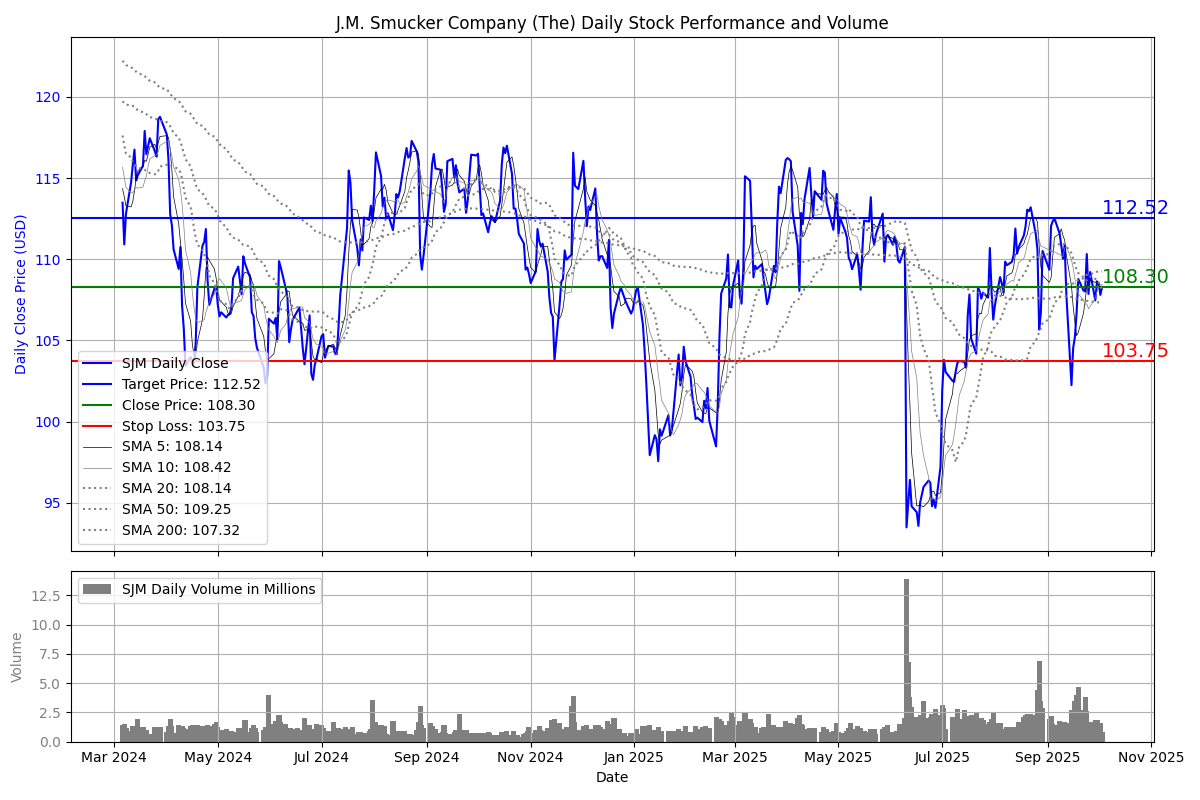 J.M. Smucker Company (The) Daily Stock Performance and Volume
Daily Close Price (USD)
120
115
110
105
100
95
112.52
108.30
103.75
SJM Daily Close
Target Price: 112.52
Close Price: 108.30
Stop Loss: 103.75
SMA 5: 108.14
SMA 10: 108.42
SMA 20: 108.14
SMA 50: 109.25
SMA 200: 107.32
Volume
12.5
10.0
7.5
5.0
2.5
0.0
SJM Daily Volume in Millions
Mar 2024 May 2024 Jul 2024 Sep 2024 Nov 2024 Jan 2025 Mar 2025 May 2025 Jul 2025 Sep 2025 Nov 2025
Date